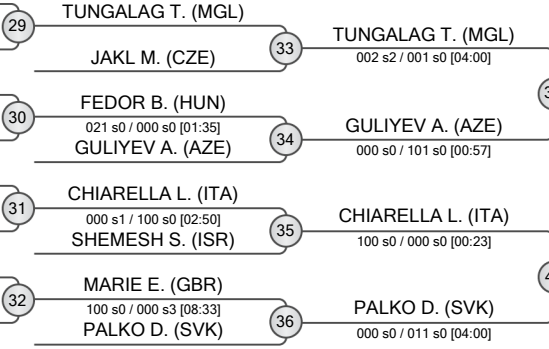 29
TUNGALAG T. (MGL)
JAKL M. (CZE)
33
TUNGALAG T. (MGL)
002 s2 / 001 s0 [04:00]
30
FEDOR B. (HUN)
021 s0 / 000 s0 [01:35]
GULIYEV A. (AZE)
34
GULIYEV A. (AZE)
000 s0 / 101 s0 [00:57]
31
CHIARELLA L. (ITA)
000 s1 / 100 s0 [02:50]
SHEMESH S. (ISR)
35
CHIARELLA L. (ITA)
100 s0 / 000 s0 [00:23]
32
MARIE E. (GBR)
100 s0 / 000 s3 [08:33]
PALKO D. (SVK)
36
PALKO D. (SVK)
000 s0 / 011 s0 [04:00]